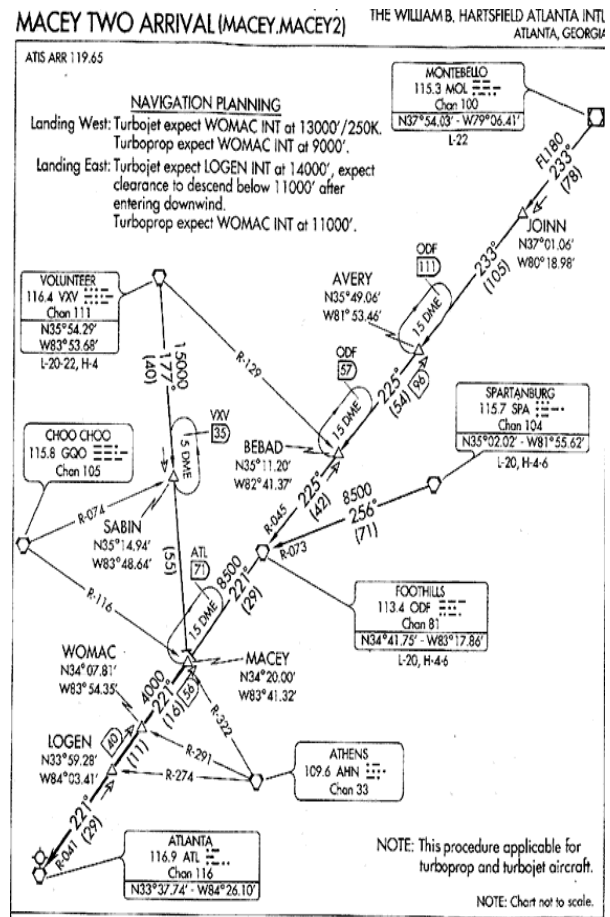 MACEY TWO ARRIVAL (MACEY.MACEY2)
THE WILLIAM B. HARTSFIELD ATLANTA INTL
ATLANTA, GEORGIA
ATIS ARR 119.65
NAVIGATION PLANNING
Landing West: Turbojet expect WOMAC INT at 13000'/250K.
Turboprop expect WOMAC INT at 9000'.
Landing East: Turbojet expect LOGEN INT at 14000', expect
clearance to descend below 11000' after
entering downwind.
Turboprop expect WOMAC INT at 11000'.
MONTEBELLO
115.3 MOL
Chan 100
N37°54.03' - W79°06.41'
L-22
FL180
233°
(78)
JOINN
N37°01.06'
W80°18.98'
233°
(105)
ODF
111
15 DME
AVERY
N35°49.06'
W81°53.46'
225°
(54)
96
VOLUNTEER
116.4 VXV
Chan 111
N35°54.29'
W83°53.68'
L-20-22, H-4
15000
177°
(40)
R-129
ODF
57
15 DME
BEBAD
N35°11.20'
W82°41.37'
SPARTANBURG
115.7 SPA
Chan 104
N35°02.02' - W81°55.62'
L-20, H-4-6
VXV
35
5 DME
CHOO CHOO
115.8 GQO
Chan 105
R-074
SABIN
N35°14.94'
W83°48.64'
(55)
R-116
R-045
225°
(42)
8500
256°
(71)
R-073
ATL
71
15 DME
8500
221°
(29)
FOOTHILLS
113.4 ODF
Chan 81
N34°41.75' - W83°17.86'
L-20, H-4-6
WOMAC
N34°07.81'
W83°54.35'
MACEY
N34°20.00'
W83°41.32'
4000
221°
(16)
56
R-322
LOGEN
N33°59.28'
W84°03.41'
40
(11)
R-291
R-274
ATHENS
109.6 AHN
Chan 33
221°
(29)
R-041
ATLANTA
116.9 ATL
Chan 116
N33°37.74' - W84°26.10'
NOTE: This procedure applicable for
turboprop and turbojet aircraft.
NOTE: Chart not to scale.